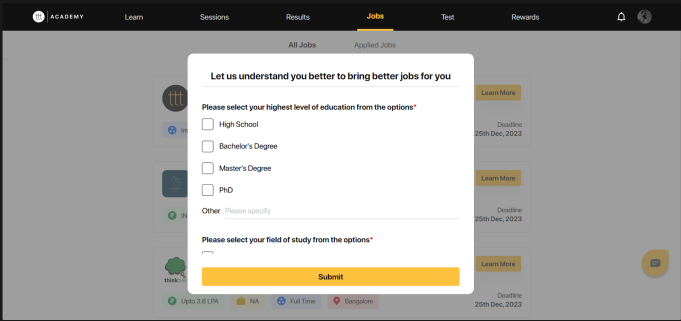 ttt ACADEMY
Learn
Sessions
Results
Jobs
Test
Rewards
All Jobs
Applied Jobs
Let us understand you better to bring better jobs for you
ttt
Learn More
Please select your highest level of education from the options*
High School
Deadline
25th Dec, 2023
Bachelor's Degree
Master's Degree
Learn More
PhD
Other Please specify
Deadline
25th Dec, 2023
Please select your field of study from the options*
Learn More
Submit
think
Upto 3.6 LPA
NA
Full Time
Bangalore
Deadline
25th Dec, 2023